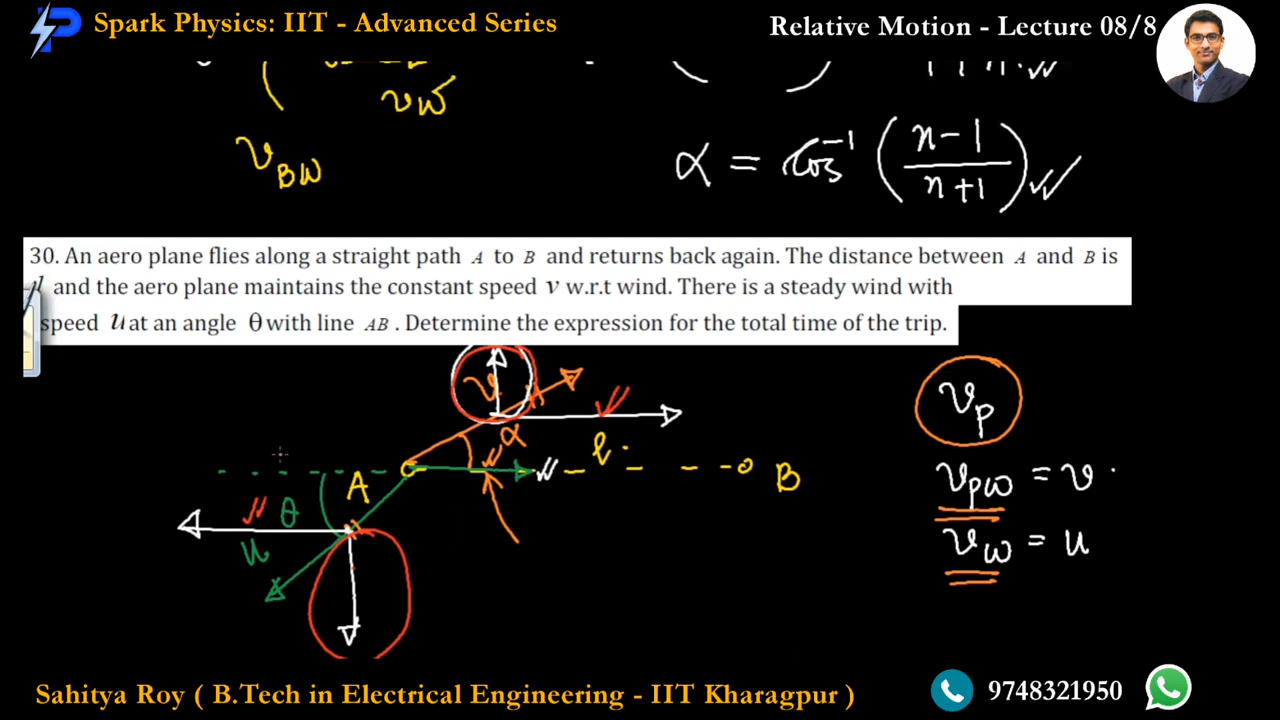 Spark Physics: IIT - Advanced Series
Relative Motion - Lecture 08/8
vw
v_BW
α = cos⁻¹ (n-1/n+1)
30. An aero plane flies along a straight path A to B and returns back again. The distance between A and B is
l and the aero plane maintains the constant speed v w.r.t wind. There is a steady wind with
speed u at an angle θ with line AB. Determine the expression for the total time of the trip.
v
α
l
A
B
θ
u
v_p
v_pw = v
v_w = u
Sahitya Roy ( B.Tech in Electrical Engineering - IIT Kharagpur )
9748321950